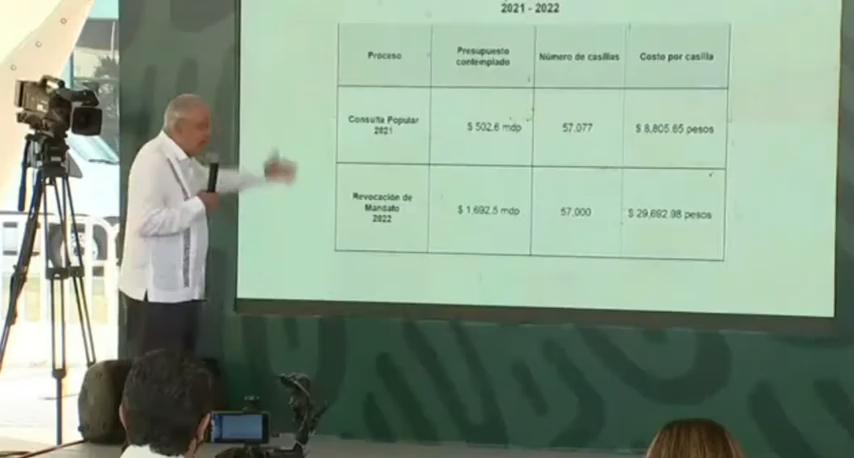 2021 - 2022
Proceso
Presupuesto
contemplado
Número de casillas
Costo por casilla
Consulta Popular
2021
$ 502.6 mdp
57,077
$ 8,805.65 pesos
Revocación de
Mandato
2022
$ 1,692.5 mdp
57,000
$ 29,692.98 pesos